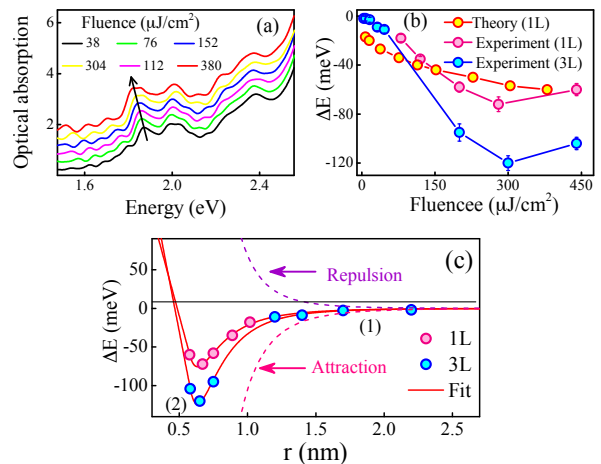 Fluence (μJ/cm²) (a)
38 76 152
304 112 380
Optical absorption
6
4
2
1.6 2.0 2.4
Energy (eV)
(b)
Theory (1L)
Experiment (1L)
Experiment (3L)
ΔE (meV)
0
-40
-80
-120
0 150 300 450
Fluencee (μJ/cm²)
(c)
Repulsion
(1)
Attraction
(2)
1L
3L
Fit
ΔE (meV)
50
0
-50
-100
0.5 1.0 1.5 2.0 2.5
r (nm)